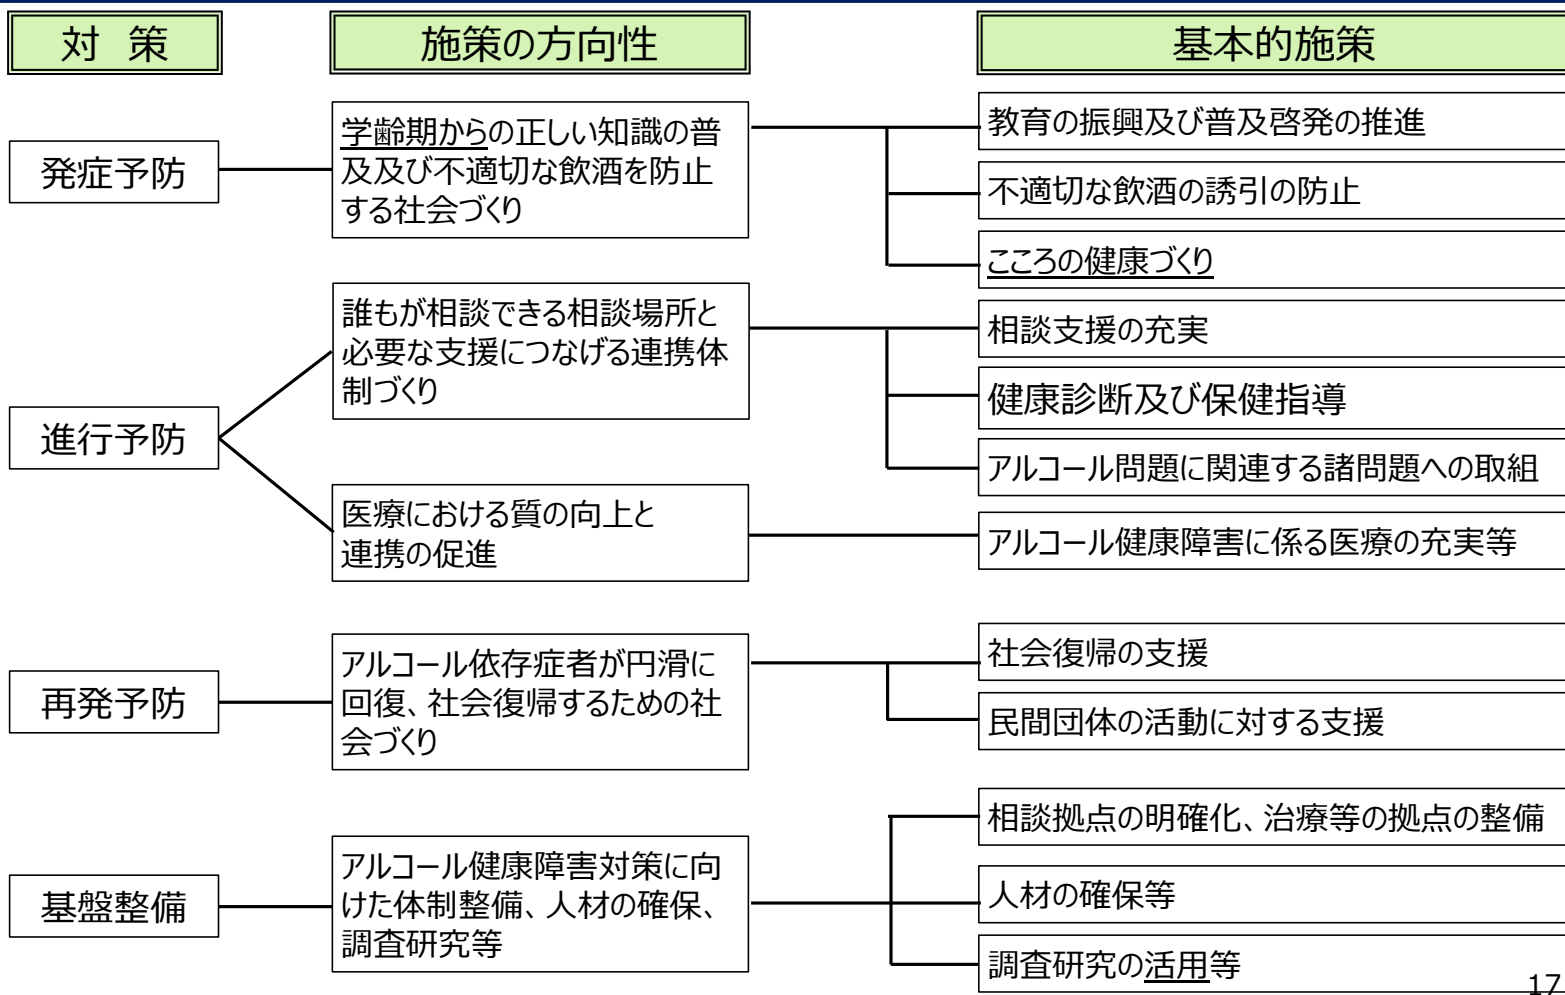 対　策
施策の方向性
基本的施策
発症予防
学齢期からの正しい知識の普
及及び不適切な飲酒を防止
する社会づくり
教育の振興及び普及啓発の推進
不適切な飲酒の誘引の防止
こころの健康づくり
進行予防
誰もが相談できる相談場所と
必要な支援につなげる連携体
制づくり
相談支援の充実
健康診断及び保健指導
アルコール問題に関連する諸問題への取組
医療における質の向上と
連携の促進
アルコール健康障害に係る医療の充実等
再発予防
アルコール依存症者が円滑に
回復、社会復帰するための社
会づくり
社会復帰の支援
民間団体の活動に対する支援
基盤整備
アルコール健康障害対策に向
けた体制整備、人材の確保、
調査研究等
相談拠点の明確化、治療等の拠点の整備
人材の確保等
調査研究の活用等
17